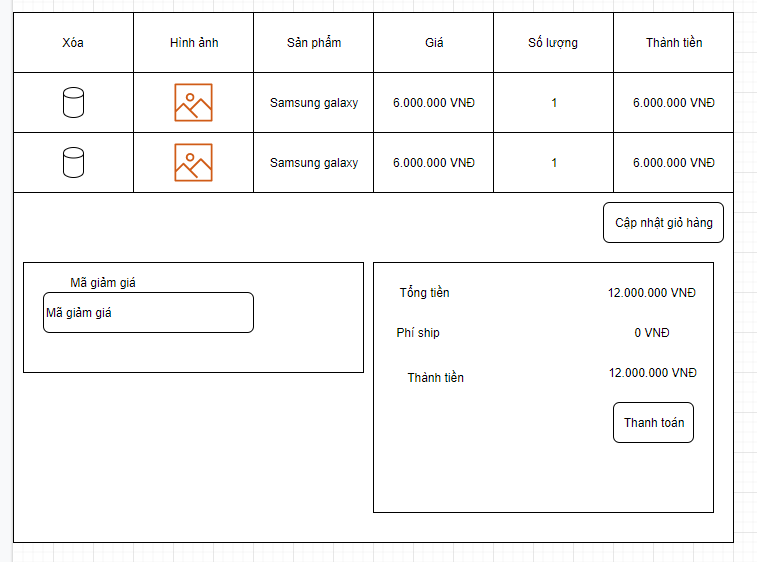 Xóa Hình ảnh Sản phẩm Giá Số lượng Thành tiền
Samsung galaxy 6.000.000 VNĐ 1 6.000.000 VNĐ
Samsung galaxy 6.000.000 VNĐ 1 6.000.000 VNĐ
Cập nhật giỏ hàng
Mã giảm giá
Mã giảm giá
Tổng tiền 12.000.000 VNĐ
Phí ship 0 VNĐ
Thành tiền 12.000.000 VNĐ
Thanh toán